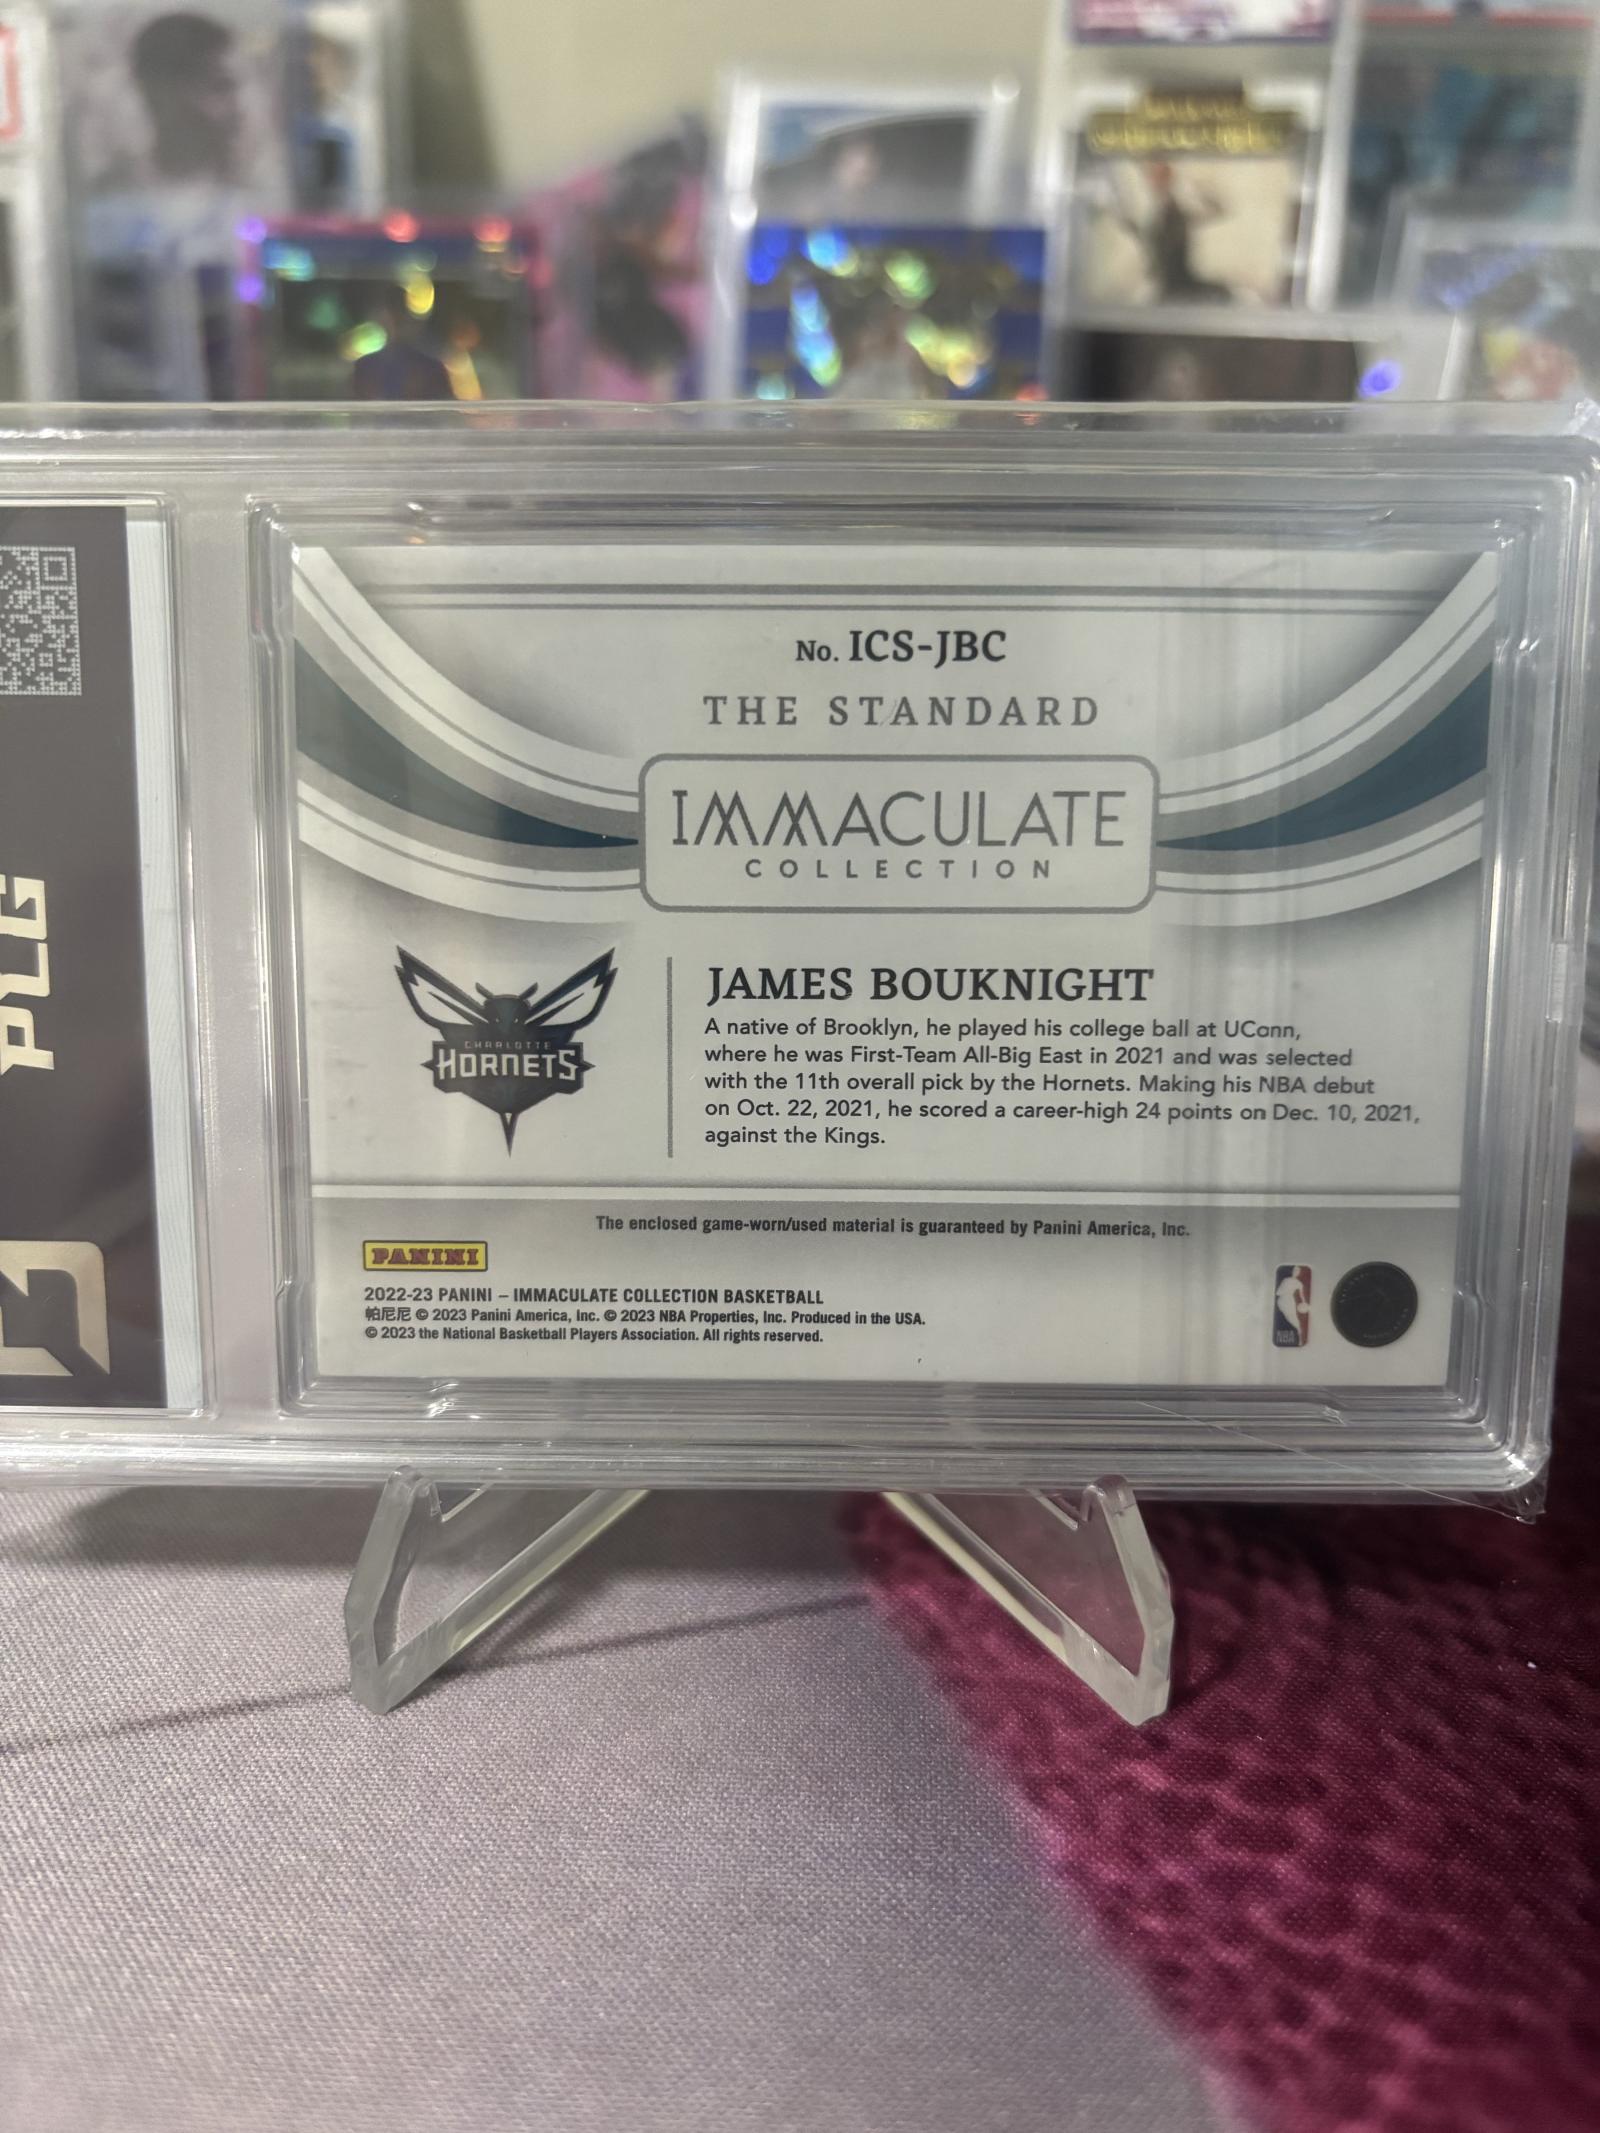 No. ICS-JBC
THE STANDARD
IMMACULATE
COLLECTION
CHARLOTTE
HORNETS
JAMES BOUKNIGHT
A native of Brooklyn, he played his college ball at UConn,
where he was First-Team All-Big East in 2021 and was selected
with the 11th overall pick by the Hornets. Making his NBA debut
on Oct. 22, 2021, he scored a career-high 24 points on Dec. 10, 2021,
against the Kings.
The enclosed game-worn/used material is guaranteed by Panini America, Inc.
PANINI
2022-23 PANINI – IMMACULATE COLLECTION BASKETBALL
帕尼尼 © 2023 Panini America, Inc. © 2023 NBA Properties, Inc. Produced in the USA.
© 2023 the National Basketball Players Association. All rights reserved.
NBA